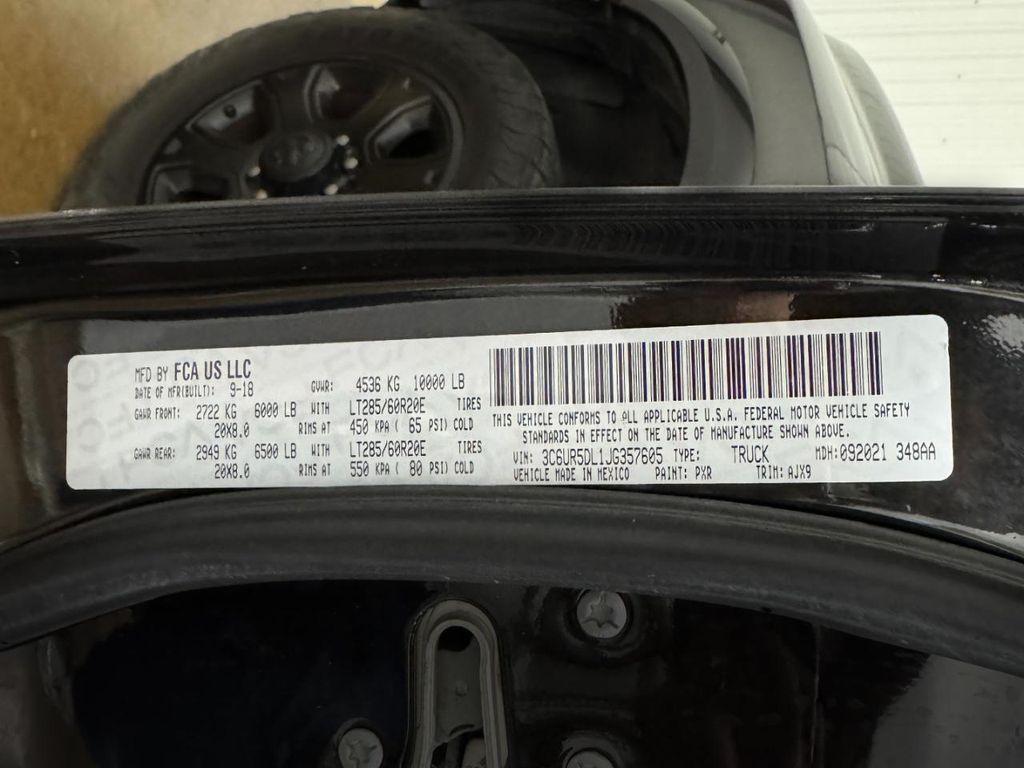 MFD BY FCA US LLC
DATE OF MFR(BUILT): 9-18 GVWR: 4536 KG 10000 LB
GAWR FRONT: 2722 KG 6000 LB WITH LT285/60R20E TIRES
20X8.0 RIMS AT 450 KPA ( 65 PSI) COLD
GAWR REAR: 2949 KG 6500 LB WITH LT285/60R20E TIRES
20X8.0 RIMS AT 550 KPA ( 80 PSI) COLD
THIS VEHICLE CONFORMS TO ALL APPLICABLE U.S.A. FEDERAL MOTOR VEHICLE SAFETY
STANDARDS IN EFFECT ON THE DATE OF MANUFACTURE SHOWN ABOVE.
VIN: 3C6UR5DL1JG357605 TYPE: TRUCK MDH:092021 348AA
VEHICLE MADE IN MEXICO PAINT: PXR TRIM: AJX9